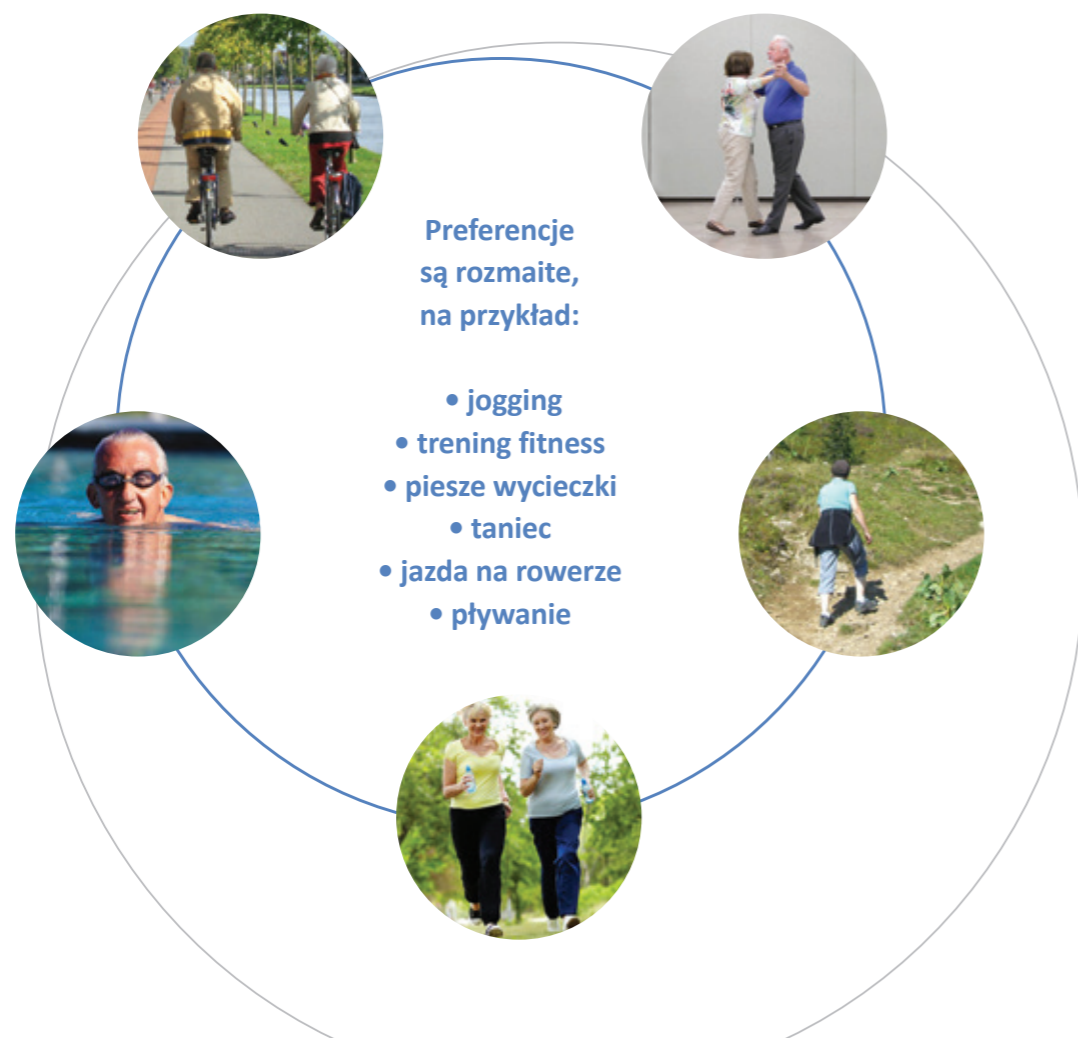 Preferencje
są rozmaite,
na przykład:
• jogging
• trening fitness
• piesze wycieczki
• taniec
• jazda na rowerze
• pływanie